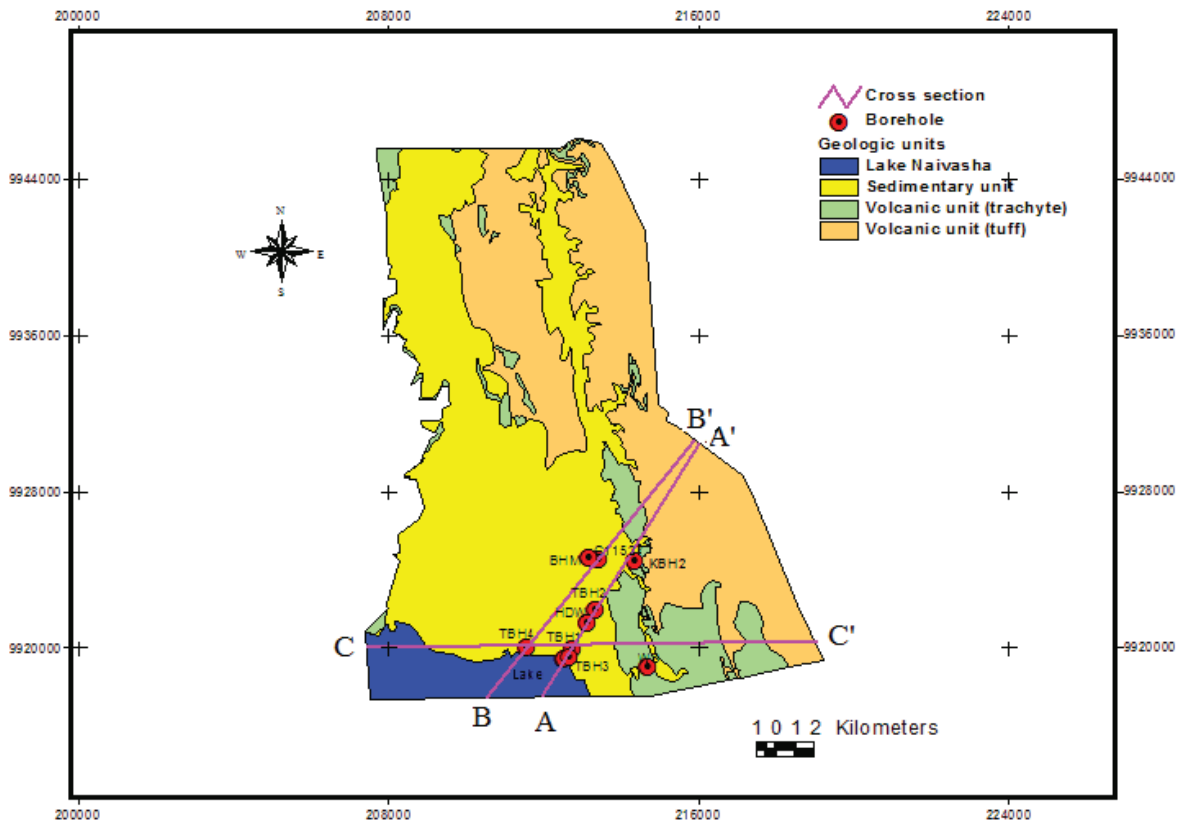 200000 208000 216000 224000
Cross section
Borehole
Geologic units
Lake Naivasha
Sedimentary unit
Volcanic unit (trachyte)
Volcanic unit (tuff)
9944000 9944000
N
W E
S
9936000 9936000
B'
A'
9928000 9928000
BHM KBH2
TBH2
HDW
TBH4 TBH1
C C'
9920000 9920000
Lake TBH3
B A
1 0 1 2 Kilometers
200000 208000 216000 224000